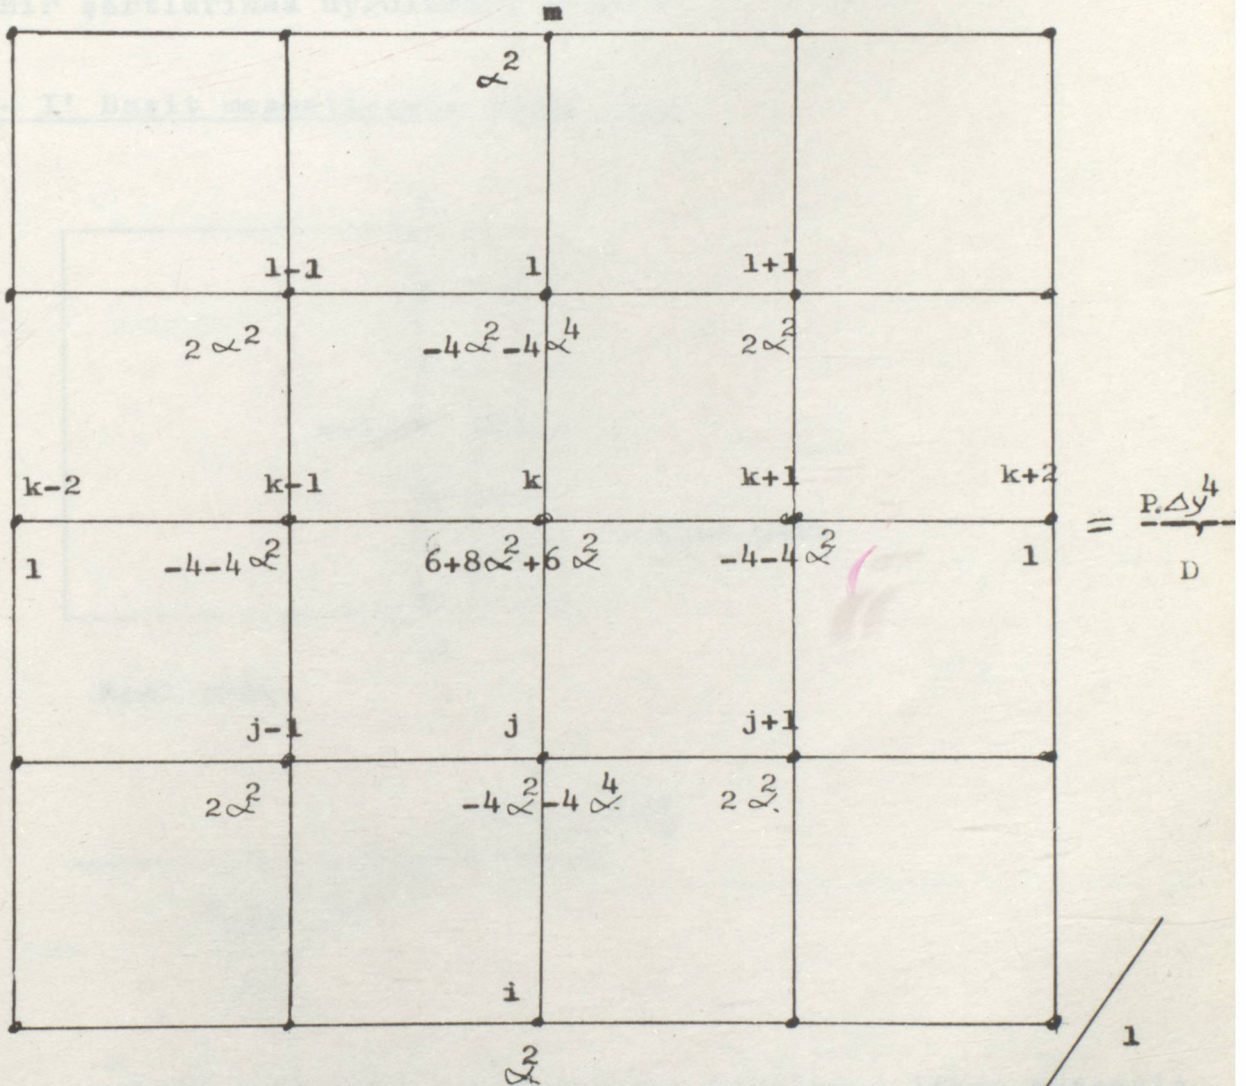 m
α²
l-1 l l+1
2α² -4α²-4α⁴ 2α²
k-2 k-1 k k+1 k+2
1 -4-4α² 6+8α²+6α² -4-4α² 1 = P.Δy⁴
D
j-1 j j+1
2α² -4α²-4α⁴ 2α²
i
1
α²